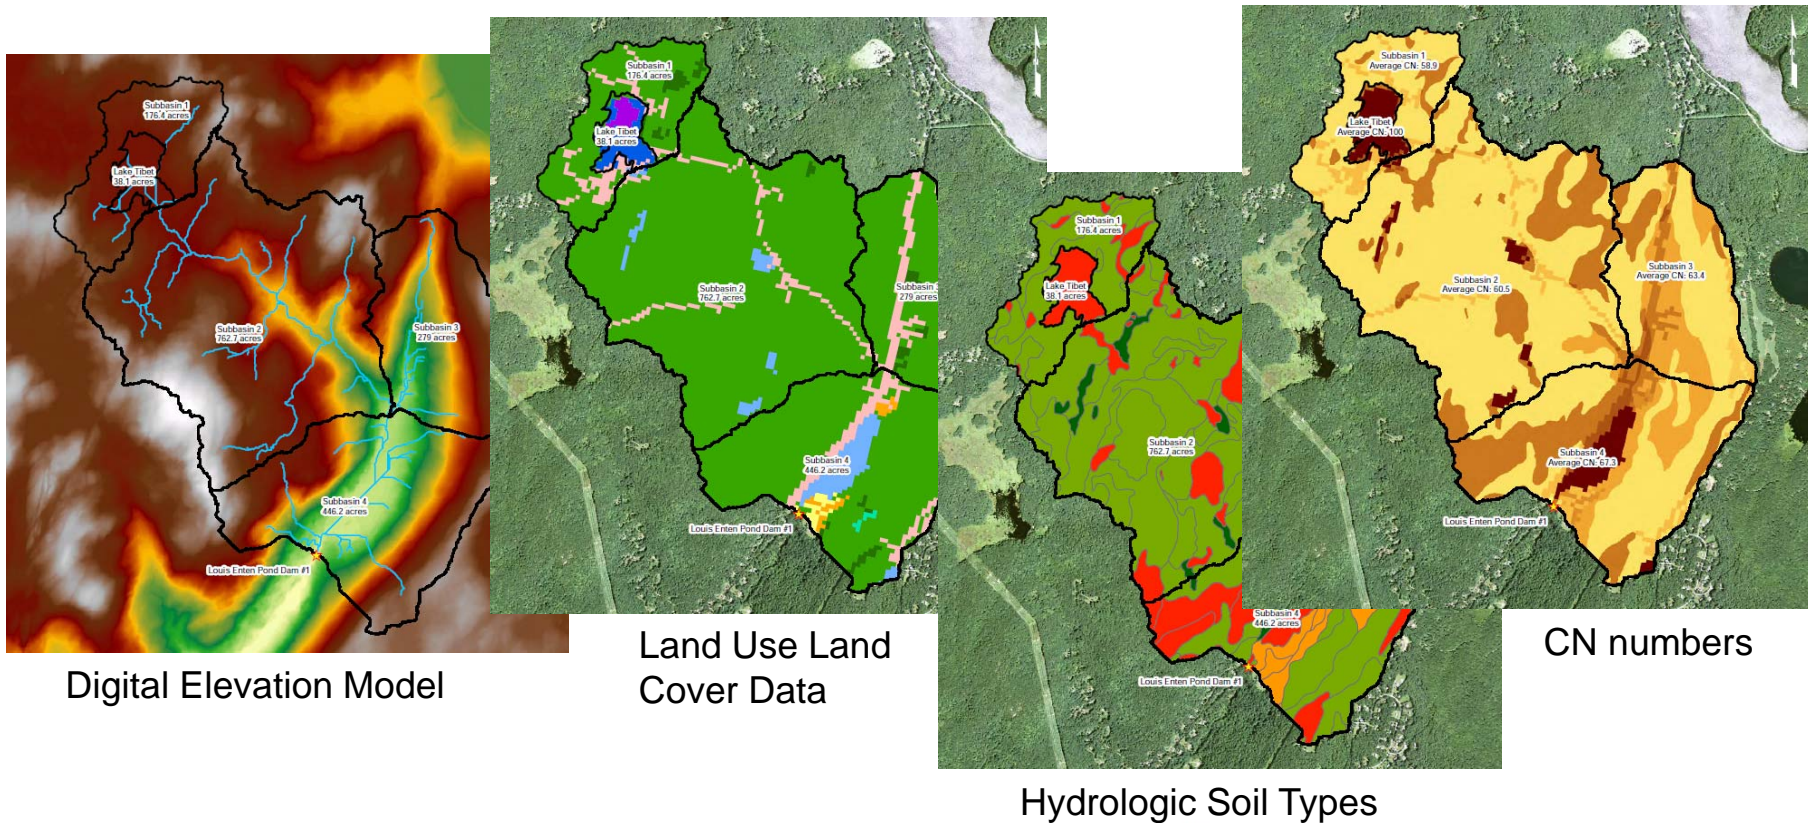 Subbasin 1
176.4 acres
Lake Tibet
38.1 acres
Subbasin 2
762.7 acres
Subbasin 3
279 acres
Subbasin 4
446.2 acres
Louis Enten Pond Dam #1
Digital Elevation Model
Subbasin 1
176.4 acres
Lake Tibet
38.1 acres
Subbasin 2
762.7 acres
Subbasin 3
279 acres
Subbasin 4
446.2 acres
Louis Enten Pond Dam #1
Land Use Land
Cover Data
Subbasin 1
176.4 acres
Lake Tibet
38.1 acres
Subbasin 2
762.7 acres
Subbasin 4
446.2 acres
Louis Enten Pond Dam #1
Hydrologic Soil Types
Subbasin 1
Average CN: 58.9
Lake Tibet
Average CN: 100
Subbasin 2
Average CN: 60.5
Subbasin 3
Average CN: 63.4
Subbasin 4
Average CN: 67.3
Louis Enten Pond Dam #1
CN numbers